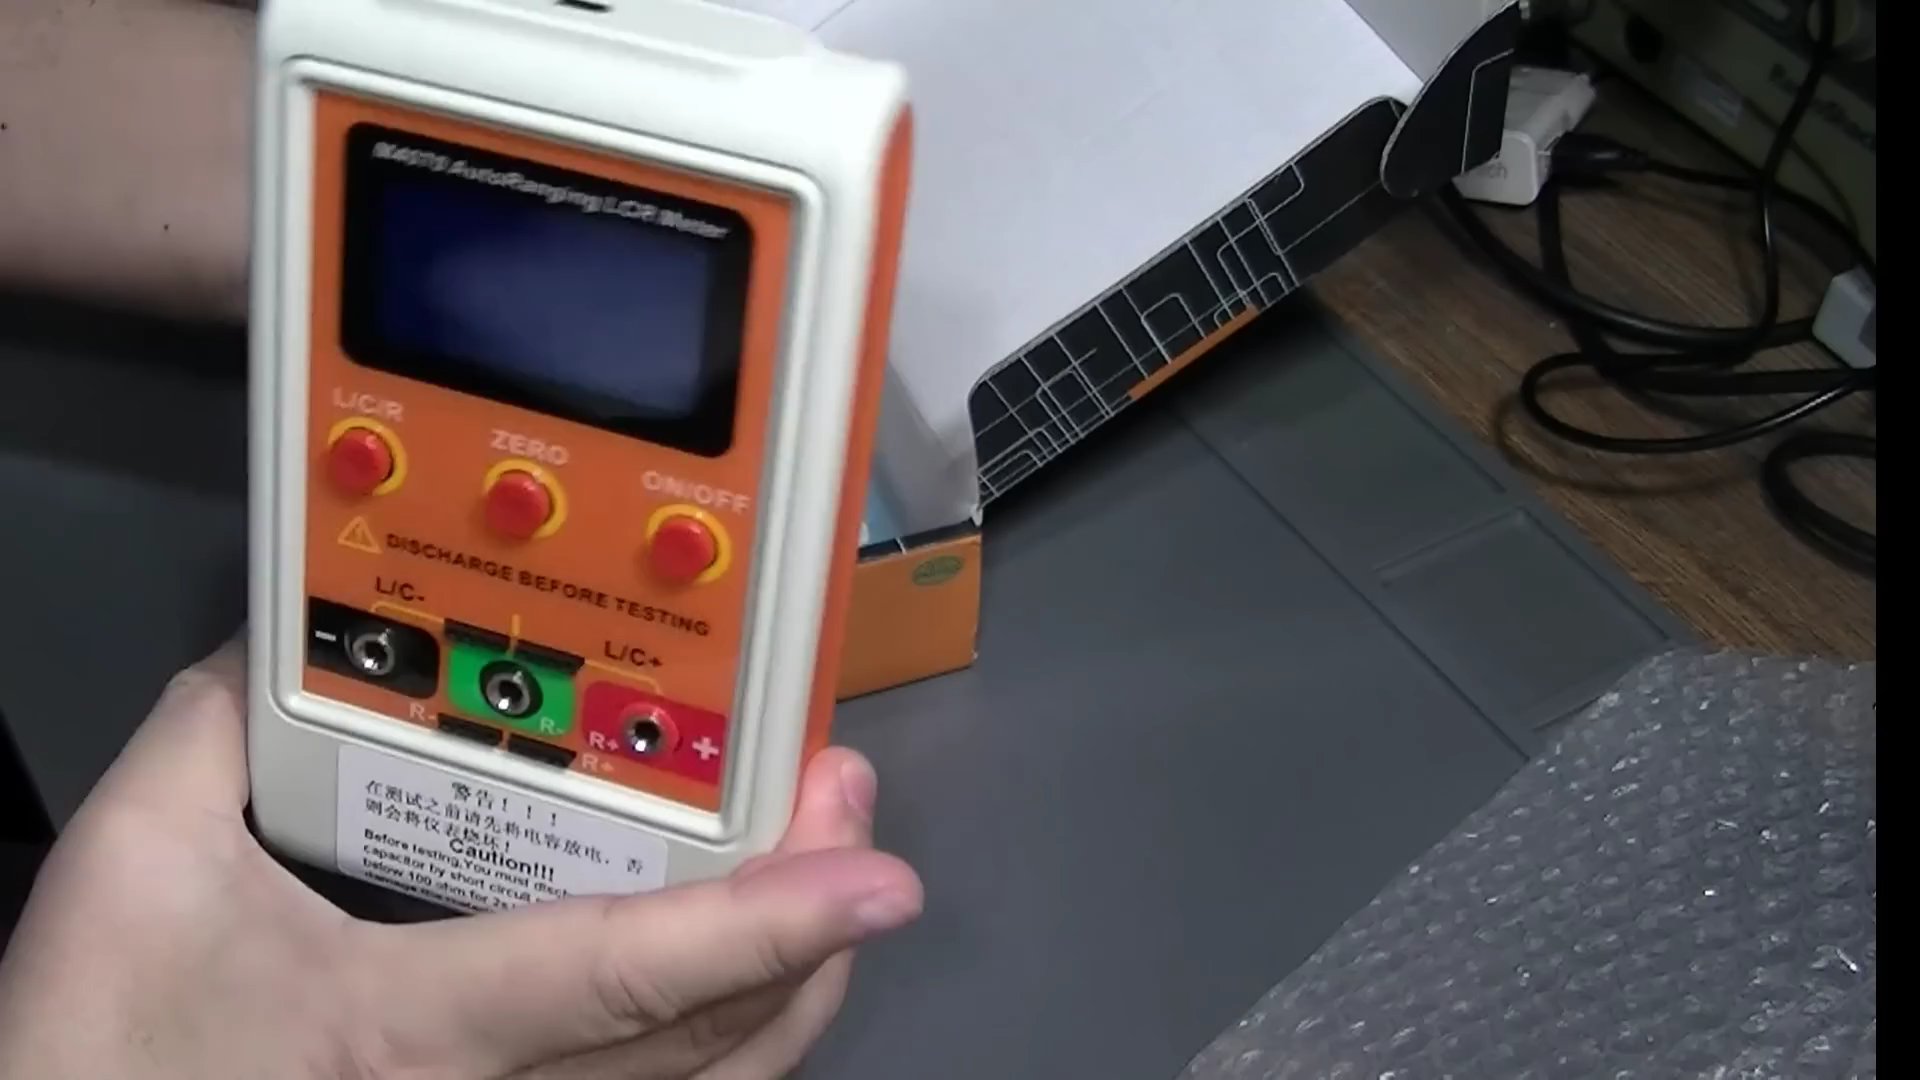 M4070 AutoRanging LCR Meter
L/C/R
ZERO
ON/OFF
DISCHARGE BEFORE TESTING
L/C-
L/C+
R-
R-
R+
R+
警告!!!
在测试之前请先将电容放电,否
则会将仪表烧坏!
Caution!!!
Before testing,You must disch
capacitor by short circuit
below 100 ohm for 2s